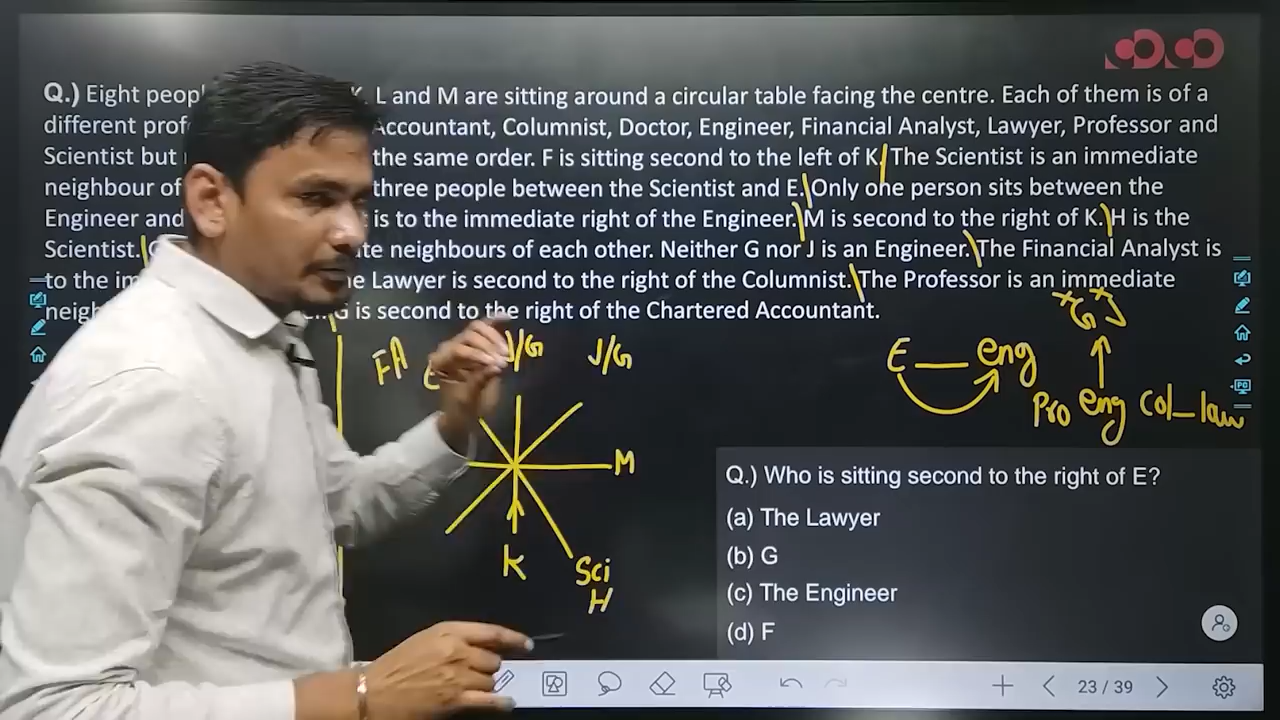 Q.) Eight peop K, L and M are sitting around a circular table facing the centre. Each of them is of a
different prof Accountant, Columnist, Doctor, Engineer, Financial Analyst, Lawyer, Professor and
Scientist but the same order. F is sitting second to the left of K. The Scientist is an immediate
neighbour of three people between the Scientist and E. Only one person sits between the
Engineer and is to the immediate right of the Engineer. M is second to the right of K. H is the
Scientist. ate neighbours of each other. Neither G nor J is an Engineer. The Financial Analyst is
to the im he Lawyer is second to the right of the Columnist. The Professor is an immediate
neigh G is second to the right of the Chartered Accountant.
FA J/G J/G
M
K
Sci
H
G J
E — eng
Pro eng Col_law
Q.) Who is sitting second to the right of E?
(a) The Lawyer
(b) G
(c) The Engineer
(d) F
23 / 39